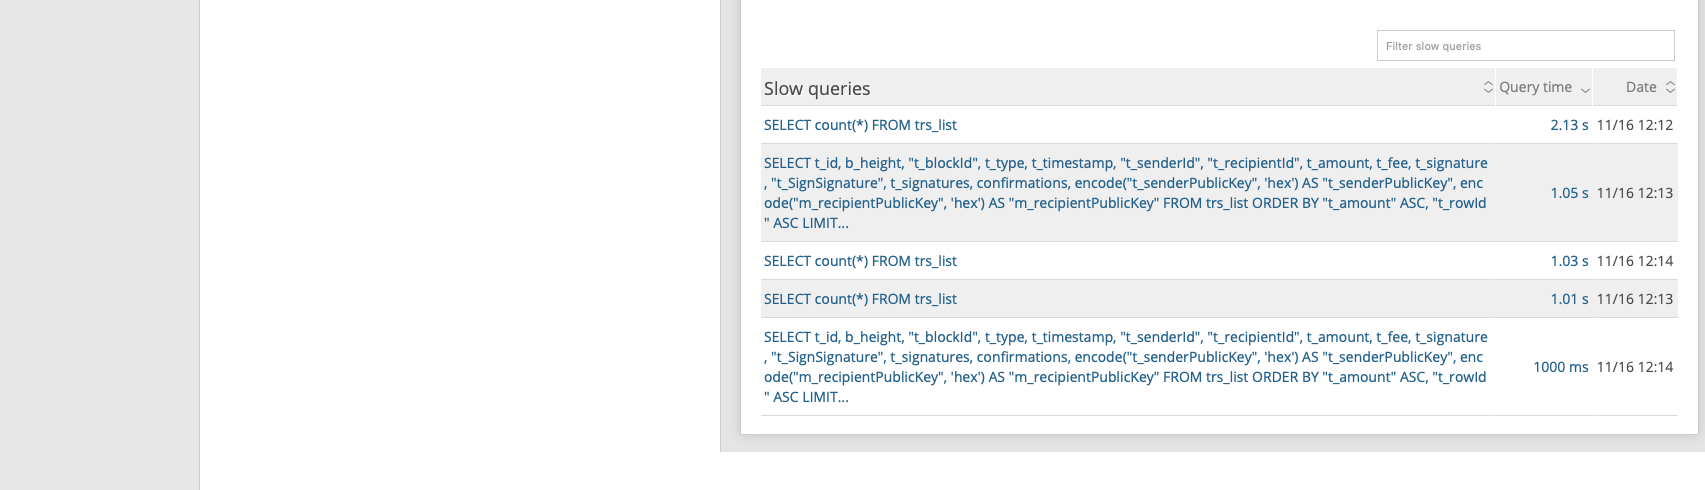 Filter slow queries
Slow queries Query time Date
SELECT count(*) FROM trs_list 2.13 s 11/16 12:12
SELECT t_id, b_height, "t_blockId", t_type, t_timestamp, "t_senderId", "t_recipientId", t_amount, t_fee, t_signature
, "t_SignSignature", t_signatures, confirmations, encode("t_senderPublicKey", 'hex') AS "t_senderPublicKey", enc
ode("m_recipientPublicKey", 'hex') AS "m_recipientPublicKey" FROM trs_list ORDER BY "t_amount" ASC, "t_rowId
" ASC LIMIT...
1.05 s 11/16 12:13
SELECT count(*) FROM trs_list 1.03 s 11/16 12:14
SELECT count(*) FROM trs_list 1.01 s 11/16 12:13
SELECT t_id, b_height, "t_blockId", t_type, t_timestamp, "t_senderId", "t_recipientId", t_amount, t_fee, t_signature
, "t_SignSignature", t_signatures, confirmations, encode("t_senderPublicKey", 'hex') AS "t_senderPublicKey", enc
ode("m_recipientPublicKey", 'hex') AS "m_recipientPublicKey" FROM trs_list ORDER BY "t_amount" ASC, "t_rowId
" ASC LIMIT...
1000 ms 11/16 12:14